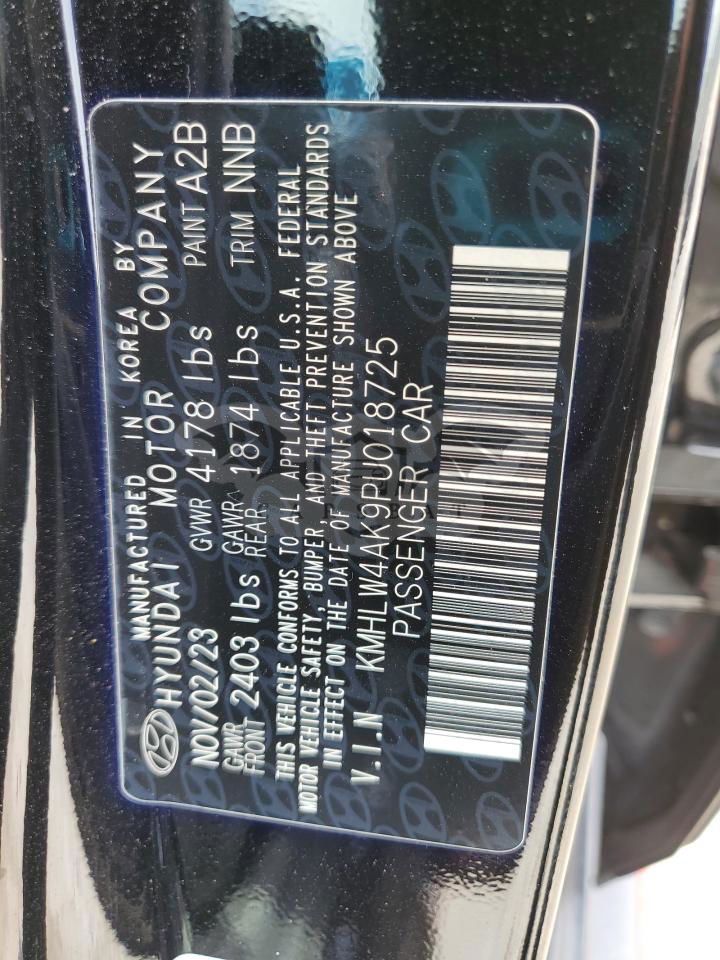 MANUFACTURED IN KOREA BY
HYUNDAI MOTOR COMPANY
NOV/02/23 GVWR 4178 lbs PAINT A2B
GAWR FRONT 2403 lbs GAWR REAR 1874 lbs TRIM NNB
THIS VEHICLE CONFORMS TO ALL APPLICABLE U.S.A. FEDERAL
MOTOR VEHICLE SAFETY, BUMPER, AND THEFT PREVENTION STANDARDS
IN EFFECT ON THE DATE OF MANUFACTURE SHOWN ABOVE
V.I.N KMHLW4AK9PU018725
PASSENGER CAR